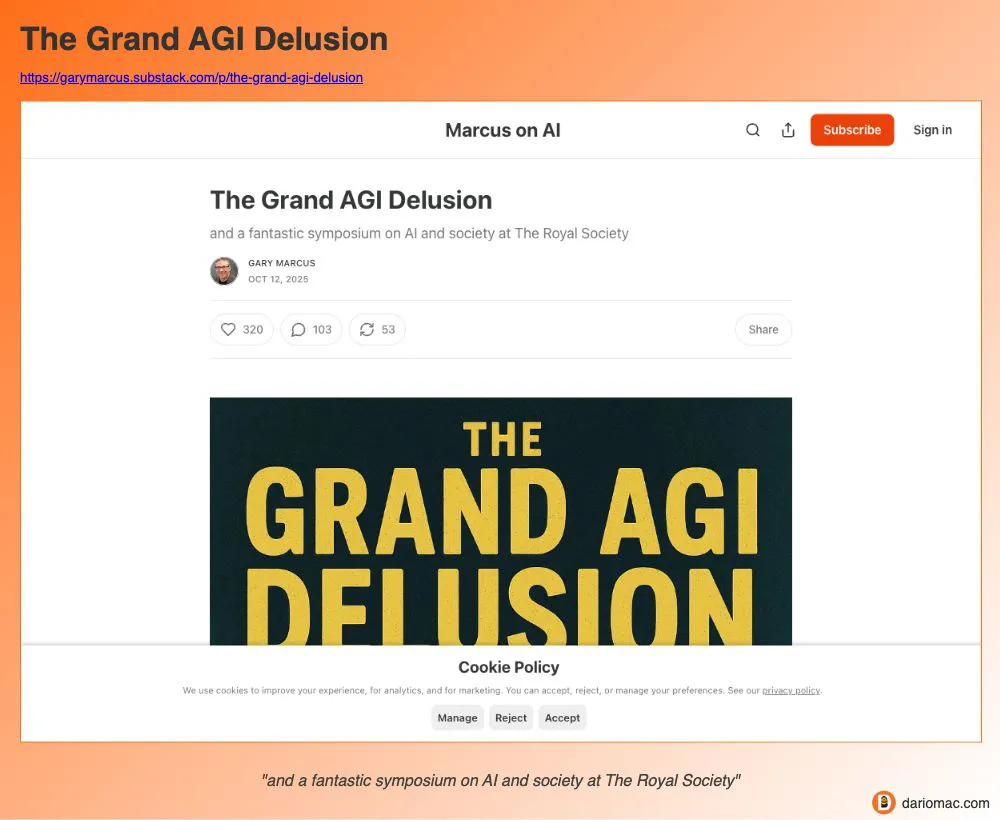 The Grand AGI Delusion
https://garymarcus.substack.com/p/the-grand-agi-delusion
Marcus on AI
Subscribe
Sign in
The Grand AGI Delusion
and a fantastic symposium on AI and society at The Royal Society
GARY MARCUS
OCT 12, 2025
320
103
53
Share
THE
GRAND AGI
DELUSION
Cookie Policy
We use cookies to improve your experience, for analytics, and for marketing. You can accept, reject, or manage your preferences. See our privacy policy.
Manage
Reject
Accept
"and a fantastic symposium on AI and society at The Royal Society"
dariomac.com